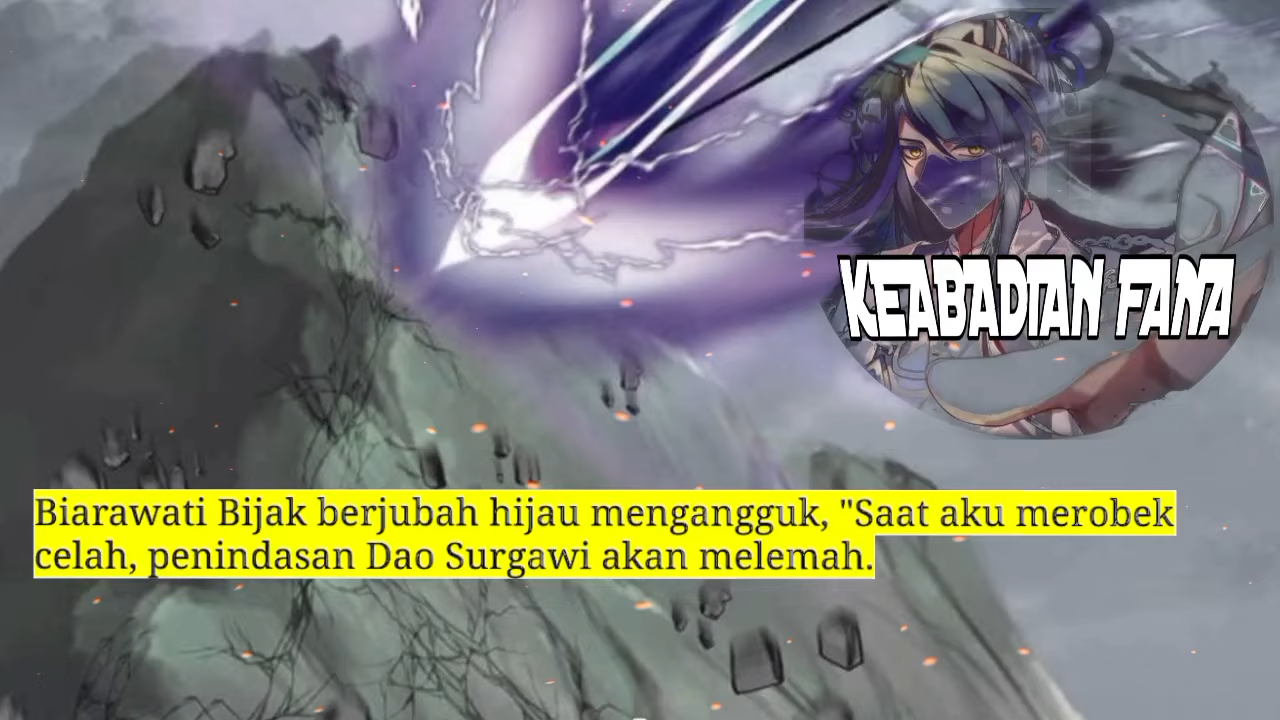 KEABADIAN FANA
Biarawati Bijak berjubah hijau mengangguk, "Saat aku merobek
celah, penindasan Dao Surgawi akan melemah.